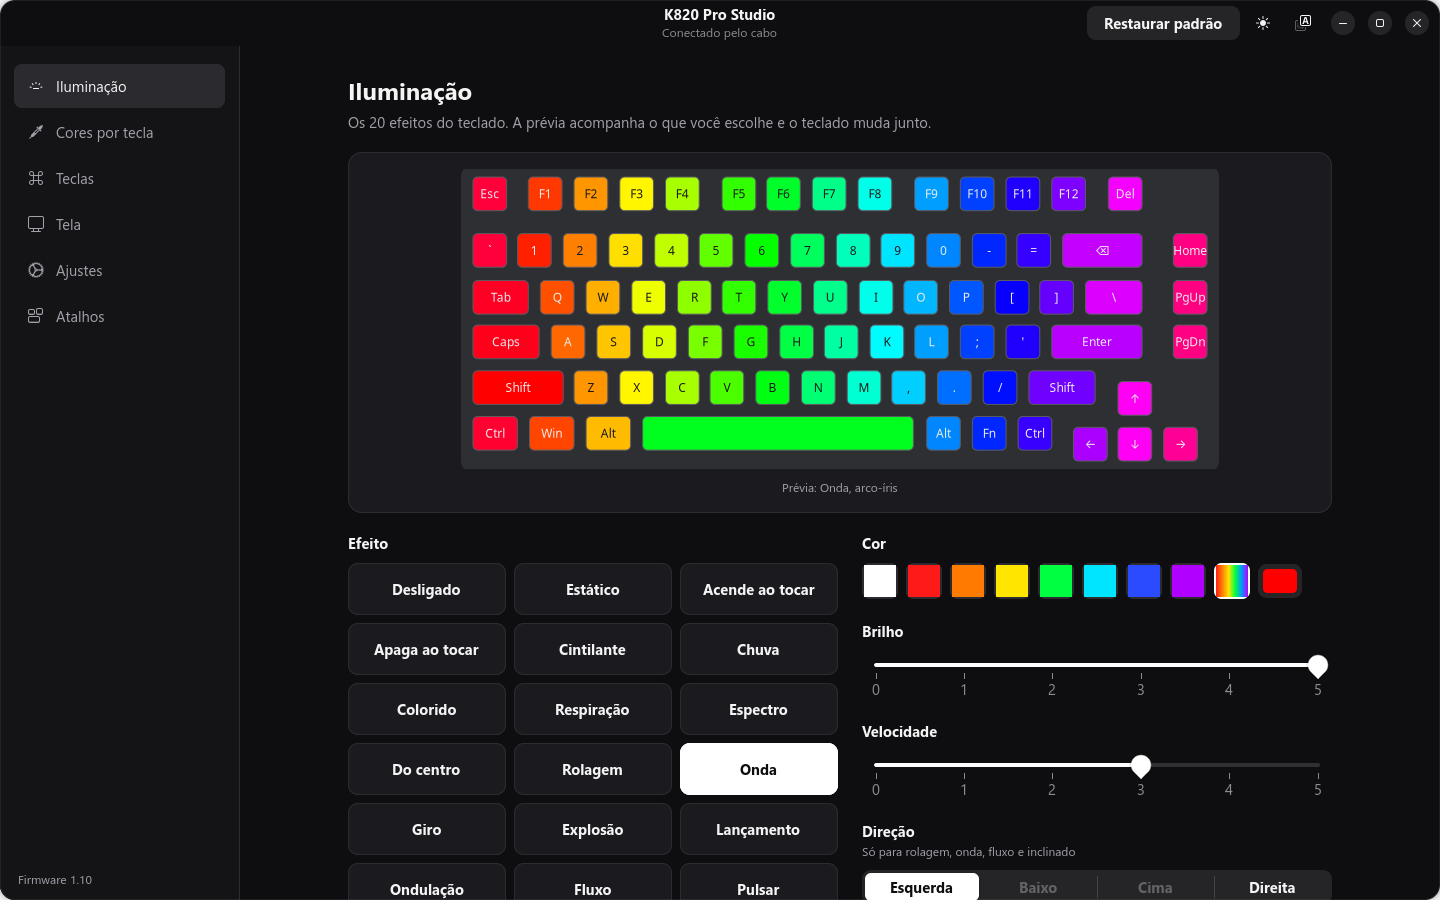 K820 Pro Studio
Conectado pelo cabo
Restaurar padrão
A
Iluminação
Cores por tecla
Teclas
Tela
Ajustes
Atalhos
Firmware 1.10
Iluminação
Os 20 efeitos do teclado. A prévia acompanha o que você escolhe e o teclado muda junto.
Esc F1 F2 F3 F4 F5 F6 F7 F8 F9 F10 F11 F12 Del
` 1 2 3 4 5 6 7 8 9 0 - = ⌫ Home
Tab Q W E R T Y U I O P [ ] \ PgUp
Caps A S D F G H J K L ; ' Enter PgDn
Shift Z X C V B N M , . / Shift ↑
Ctrl Win Alt Alt Fn Ctrl ← ↓ →
Prévia: Onda, arco-íris
Efeito
Desligado Estático Acende ao tocar
Apaga ao tocar Cintilante Chuva
Colorido Respiração Espectro
Do centro Rolagem Onda
Giro Explosão Lançamento
Ondulação Fluxo Pulsar
Cor
Brilho
0 1 2 3 4 5
Velocidade
0 1 2 3 4 5
Direção
Só para rolagem, onda, fluxo e inclinado
Esquerda Baixo Cima Direita